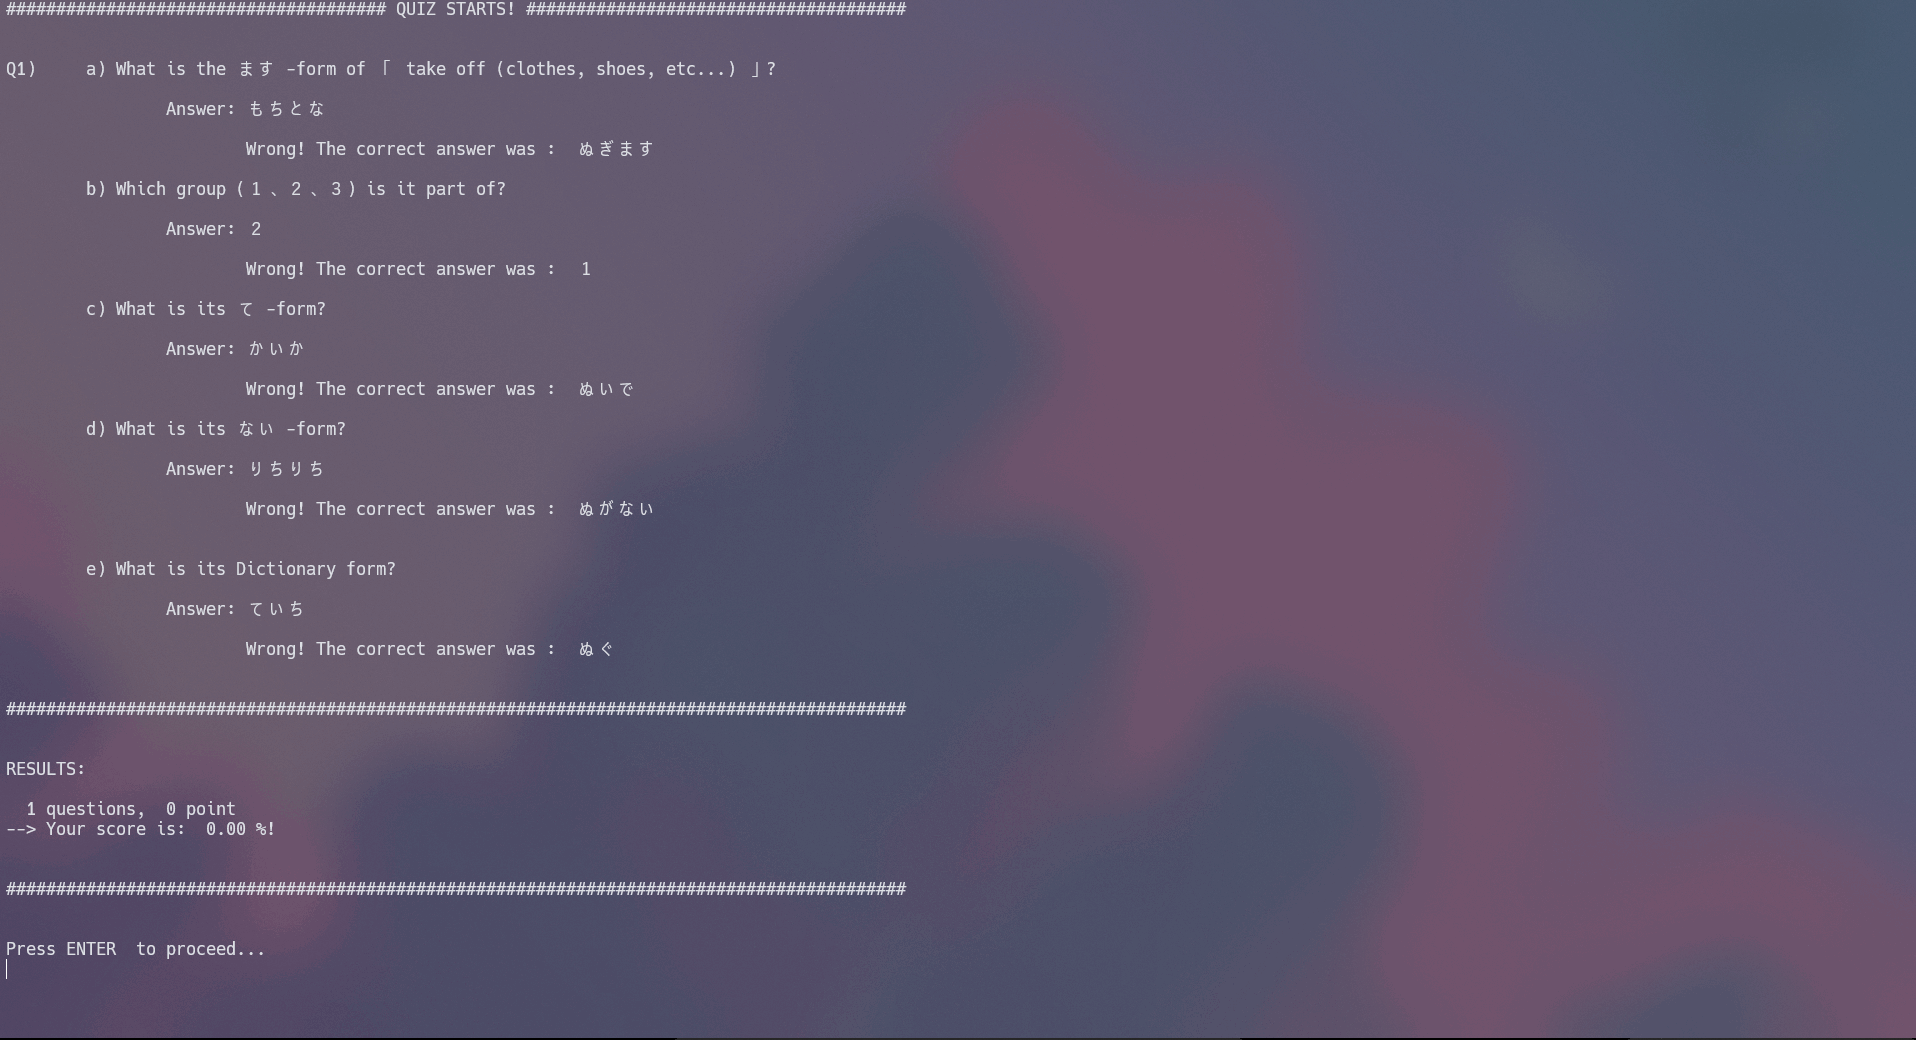 ###################################### QUIZ STARTS! ######################################
Q1) a) What is the ます -form of 「 take off (clothes, shoes, etc...) 」?
Answer: もちとな
Wrong! The correct answer was : ぬぎます
b) Which group (1、2、3) is it part of?
Answer: 2
Wrong! The correct answer was : 1
c) What is its て -form?
Answer: かいか
Wrong! The correct answer was : ぬいで
d) What is its ない -form?
Answer: りちりち
Wrong! The correct answer was : ぬがない
e) What is its Dictionary form?
Answer: ていち
Wrong! The correct answer was : ぬぐ
##########################################################################################
RESULTS:
1 questions, 0 point
--> Your score is: 0.00 %!
##########################################################################################
Press ENTER to proceed...